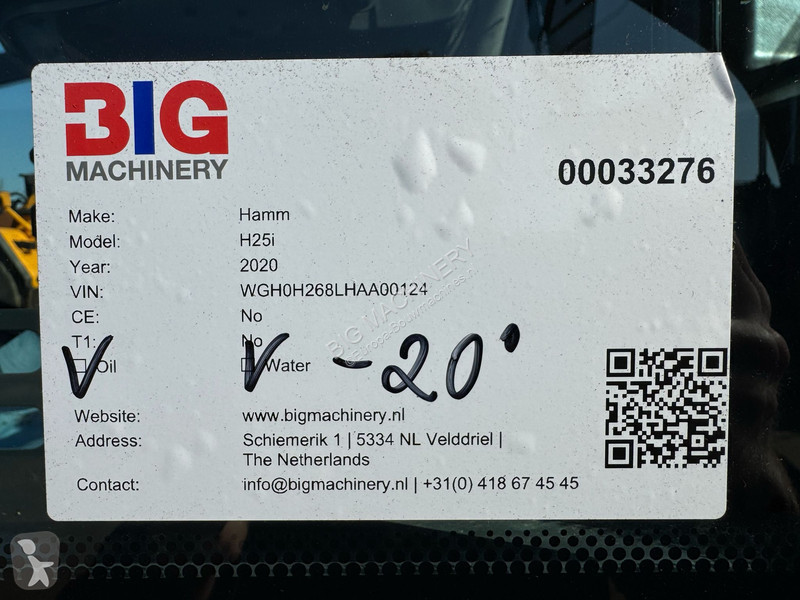 BIG
MACHINERY
00033276
Make: Hamm
Model: H25i
Year: 2020
VIN: WGH0H268LHAA00124
CE: No
T1: No
V Oil V Water -20°
Website: www.bigmachinery.nl
Address: Schiemerik 1 | 5334 NL Velddriel |
The Netherlands
Contact: info@bigmachinery.nl | +31(0) 418 67 45 45
BIG MACHINERY